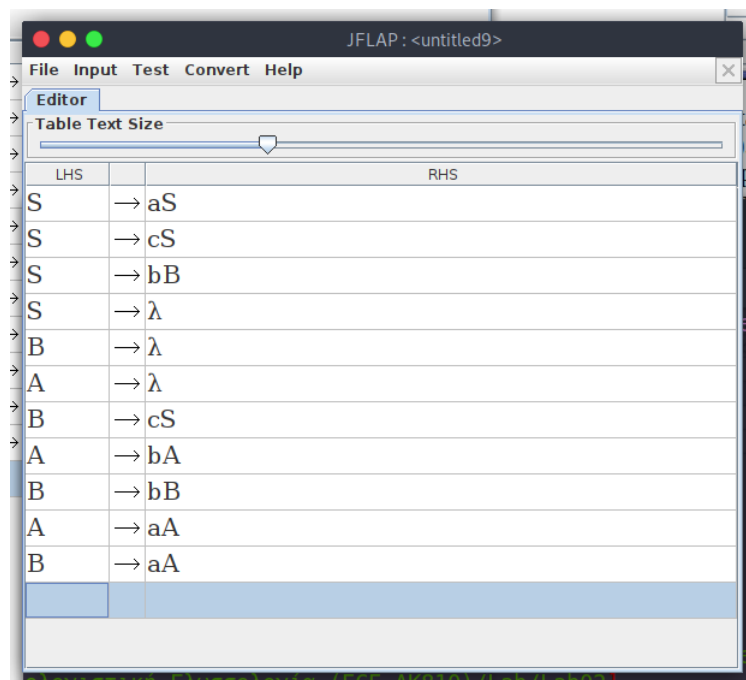 JFLAP : <untitled9>
File Input Test Convert Help
Editor
Table Text Size
LHS RHS
S → aS
S → cS
S → bB
S → λ
B → λ
A → λ
B → cS
A → bA
B → bB
A → aA
B → aA